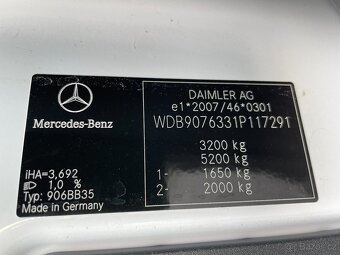 DAIMLER AG
e1*2007/46*0301
WDB9076331P117291
3200 kg
5200 kg
1- 1650 kg
2- 2000 kg
Mercedes-Benz
iHA=3,692
1,0 %
Typ: 906BB35
Made in Germany